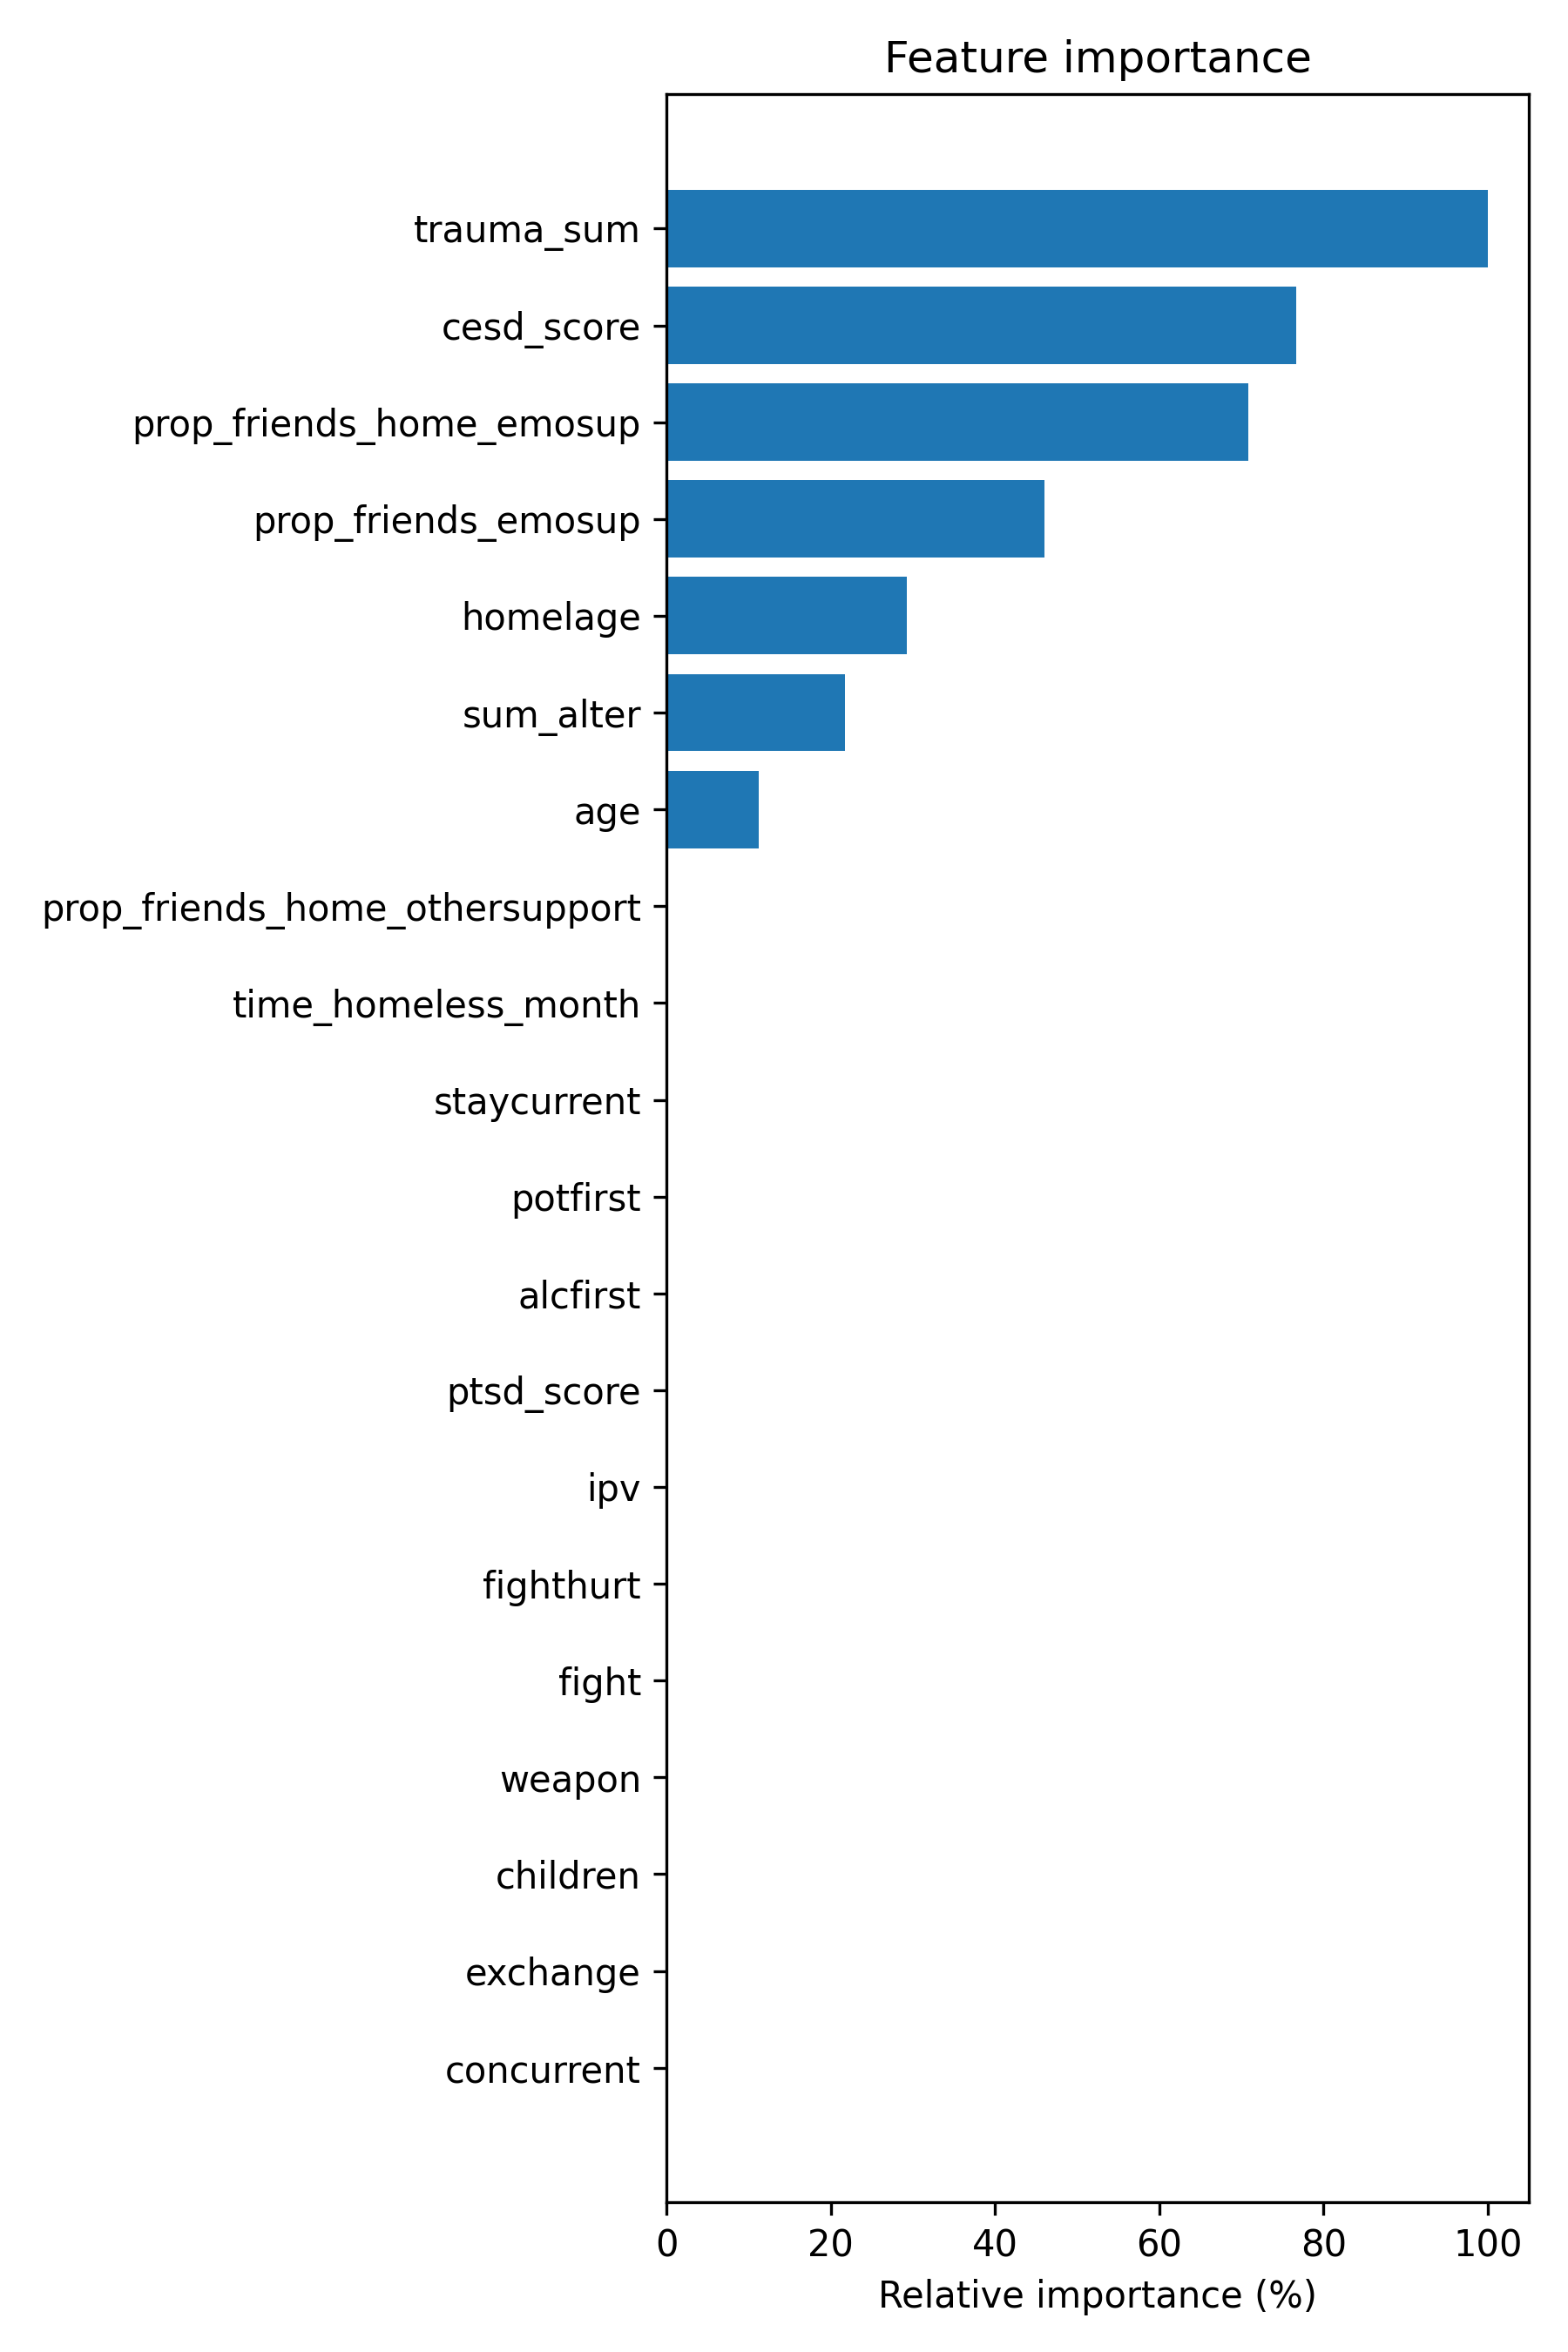 Feature importance
trauma_sum
cesd_score
prop_friends_home_emosup
prop_friends_emosup
homelage
sum_alter
age
prop_friends_home_othersupport
time_homeless_month
staycurrent
potfirst
alcfirst
ptsd_score
ipv
fighthurt
fight
weapon
children
exchange
concurrent
0 20 40 60 80 100
Relative importance (%)